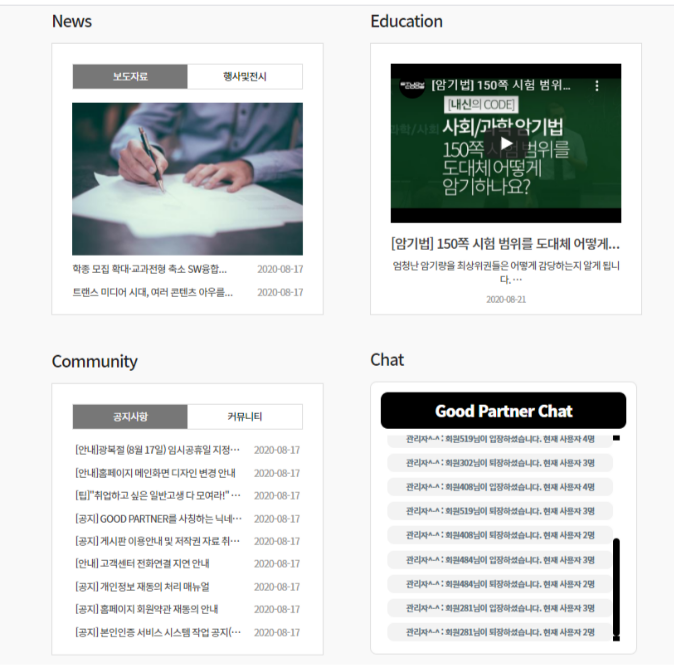 News
보도자료
행사및전시
학종 모집 확대·교과전형 축소 SW융합... 2020-08-17
트랜스 미디어 시대, 여러 콘텐츠 아우를... 2020-08-17
Education
[암기법] 150쪽 시험 범위...
[내신의 CODE]
사회/과학 암기법
150쪽 시험 범위를
도대체 어떻게
암기하나요?
[암기법] 150쪽 시험 범위를 도대체 어떻게...
엄청난 암기량을 최상위권들은 어떻게 감당하는지 알게 됩니
다. ···
2020-08-21
Community
공지사항
커뮤니티
[안내]광복절 (8월 17일) 임시공휴일 지정··· 2020-08-17
[안내]홈페이지 메인화면 디자인 변경 안내 2020-08-17
[팁]"취업하고 싶은 일반고생 다 모여라!" ··· 2020-08-17
[공지] GOOD PARTNER를 사칭하는 닉네··· 2020-08-17
[공지] 게시판 이용안내 및 저작권 자료 취··· 2020-08-17
[안내] 고객센터 전화연결 지연 안내 2020-08-17
[공지] 개인정보 재동의 처리 매뉴얼 2020-08-17
[공지] 홈페이지 회원약관 재동의 안내 2020-08-17
[공지] 본인인증 서비스 시스템 작업 공지(··· 2020-08-17
Chat
Good Partner Chat
관리자^-^ : 회원519님이 입장하셨습니다. 현재 사용자 4명
관리자^-^ : 회원302님이 퇴장하셨습니다. 현재 사용자 3명
관리자^-^ : 회원408님이 입장하셨습니다. 현재 사용자 4명
관리자^-^ : 회원519님이 퇴장하셨습니다. 현재 사용자 3명
관리자^-^ : 회원408님이 퇴장하셨습니다. 현재 사용자 2명
관리자^-^ : 회원484님이 입장하셨습니다. 현재 사용자 3명
관리자^-^ : 회원484님이 퇴장하셨습니다. 현재 사용자 2명
관리자^-^ : 회원281님이 입장하셨습니다. 현재 사용자 3명
관리자^-^ : 회원281님이 퇴장하셨습니다. 현재 사용자 2명